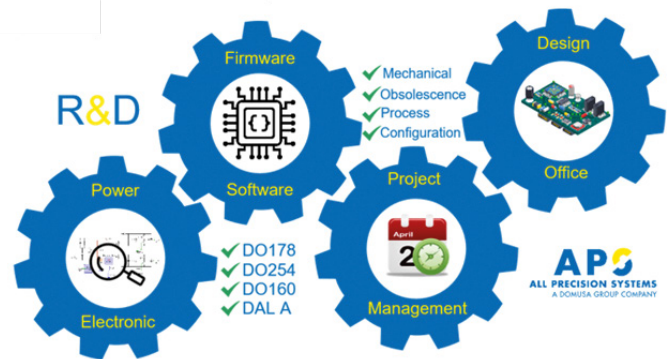 R&D
Firmware
Software
Mechanical
Obsolescence
Process
Configuration
Design
Office
Power
Electronic
DO178
DO254
DO160
DAL A
Project
April
2
Management
APS
ALL PRECISION SYSTEMS
A DOMUSA GROUP COMPANY